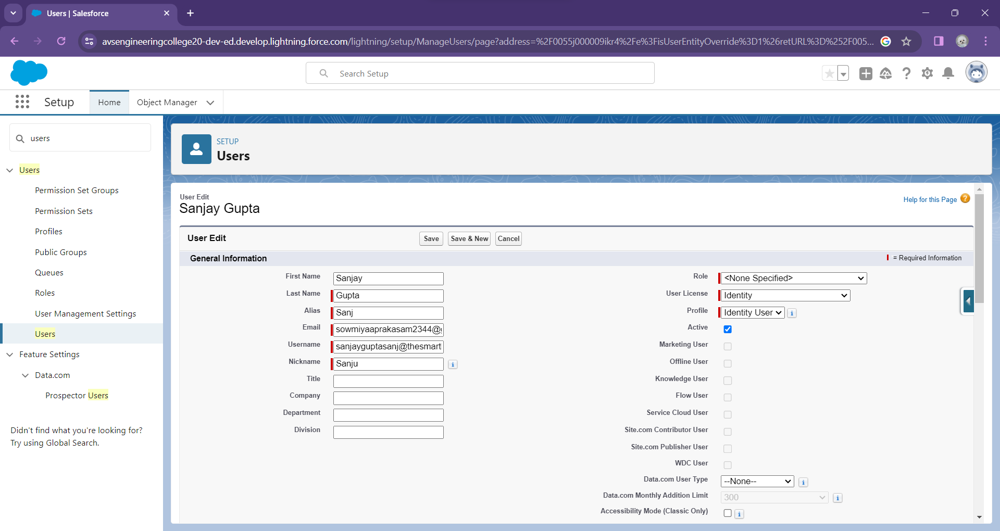 Users | Salesforce
avsengineeringcollege20-dev-ed.develop.lightning.force.com/lightning/setup/ManageUsers/page?address=%2F0055j000009ikr4%2Fe%3FisUserEntityOverride%3D1%26retURL%3D%252F005...
Search Setup
Setup
Home
Object Manager
users
Users
Permission Set Groups
Permission Sets
Profiles
Public Groups
Queues
Roles
User Management Settings
Users
Feature Settings
Data.com
Prospector Users
Didn't find what you're looking for?
Try using Global Search.
SETUP
Users
User Edit
Sanjay Gupta
Help for this Page
User Edit
Save
Save & New
Cancel
General Information
= Required Information
First Name Sanjay
Last Name Gupta
Alias Sanj
Email sowmiyaaprakasam2344@
Username sanjayguptasanj@thesmart
Nickname Sanju
Title
Company
Department
Division
Role <None Specified>
User License Identity
Profile Identity User
Active
Marketing User
Offline User
Knowledge User
Flow User
Service Cloud User
Site.com Contributor User
Site.com Publisher User
WDC User
Data.com User Type --None--
Data.com Monthly Addition Limit 300
Accessibility Mode (Classic Only)